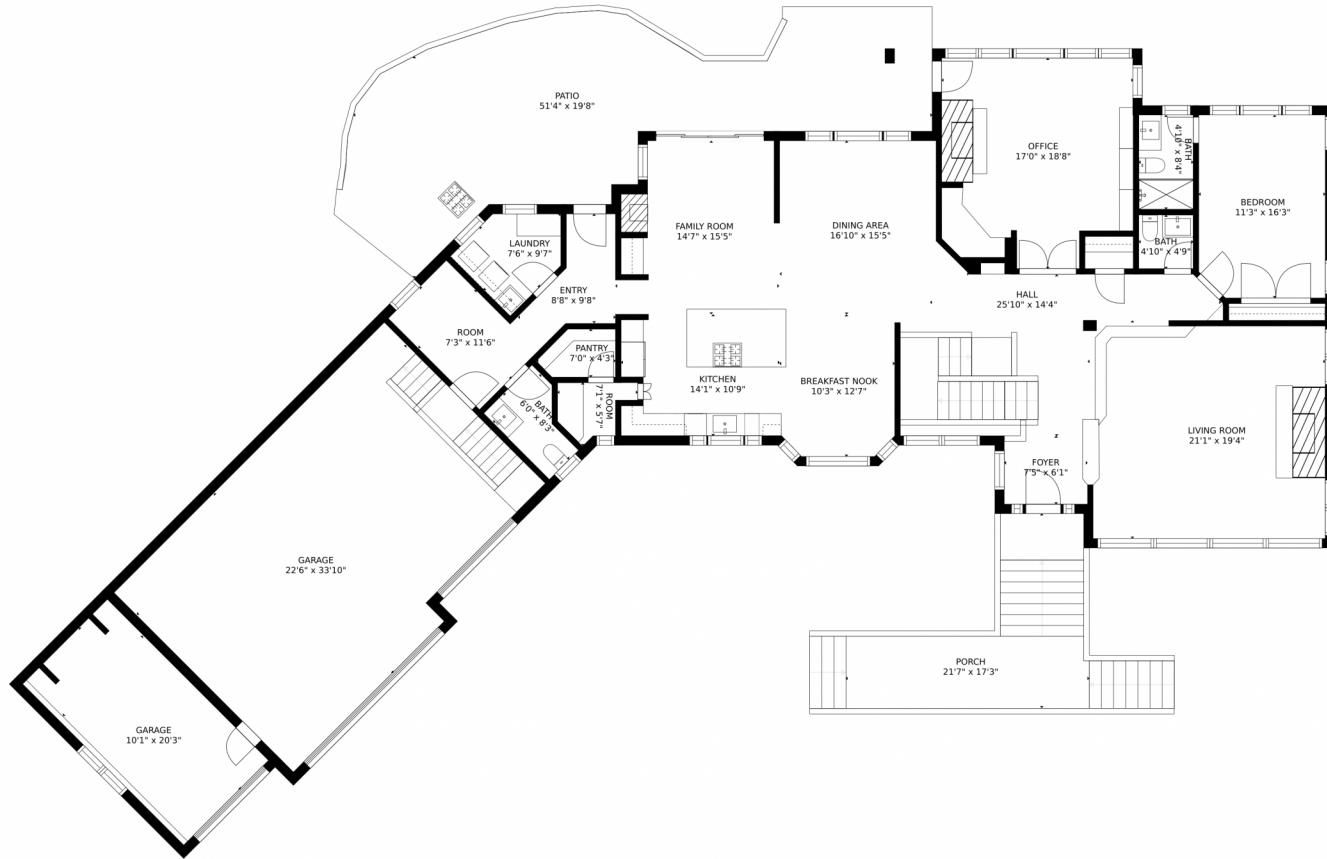 PATIO
51'4" x 19'8"
OFFICE
17'0" x 18'8"
BATH
4'10" x 8'4"
BEDROOM
11'3" x 16'3"
FAMILY ROOM
14'7" x 15'5"
DINING AREA
16'10" x 15'5"
LAUNDRY
7'6" x 9'7"
BATH
4'10" x 4'9"
ENTRY
8'8" x 9'8"
HALL
25'10" x 14'4"
ROOM
7'3" x 11'6"
PANTRY
7'0" x 4'3"
KITCHEN
14'1" x 10'9"
BREAKFAST NOOK
10'3" x 12'7"
BATH
6'0" x 8'3"
ROOM
7'1" x 5'7"
LIVING ROOM
21'1" x 19'4"
FOYER
7'5" x 6'1"
GARAGE
22'6" x 33'10"
PORCH
21'7" x 17'3"
GARAGE
10'1" x 20'3"